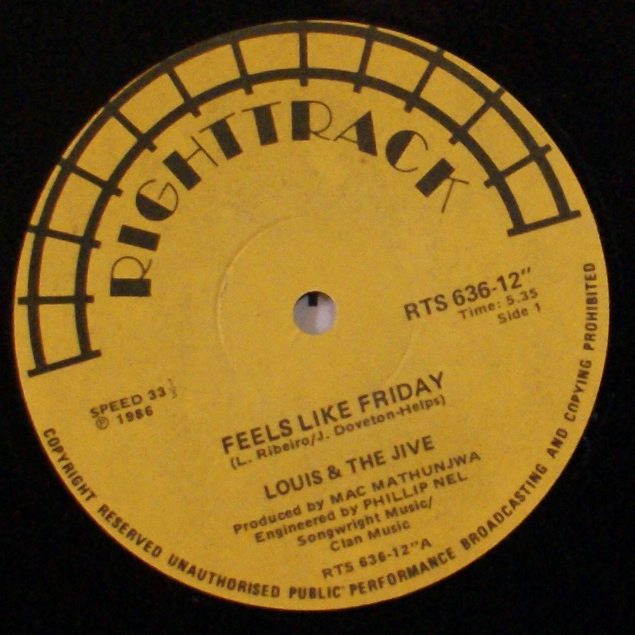 RIGHTTRACK
RTS 636-12"
Time: 5.35
Side 1
SPEED 33 1/3
℗ 1986
FEELS LIKE FRIDAY
(L. Ribeiro/J. Doveton-Helps)
LOUIS & THE JIVE
Produced by MAC MATHUNJWA
Engineered by PHILLIP NEL
Songwright Music/
Clan Music
RTS 636-12"A
COPYRIGHT RESERVED UNAUTHORISED PUBLIC PERFORMANCE BROADCASTING AND COPYING PROHIBITED